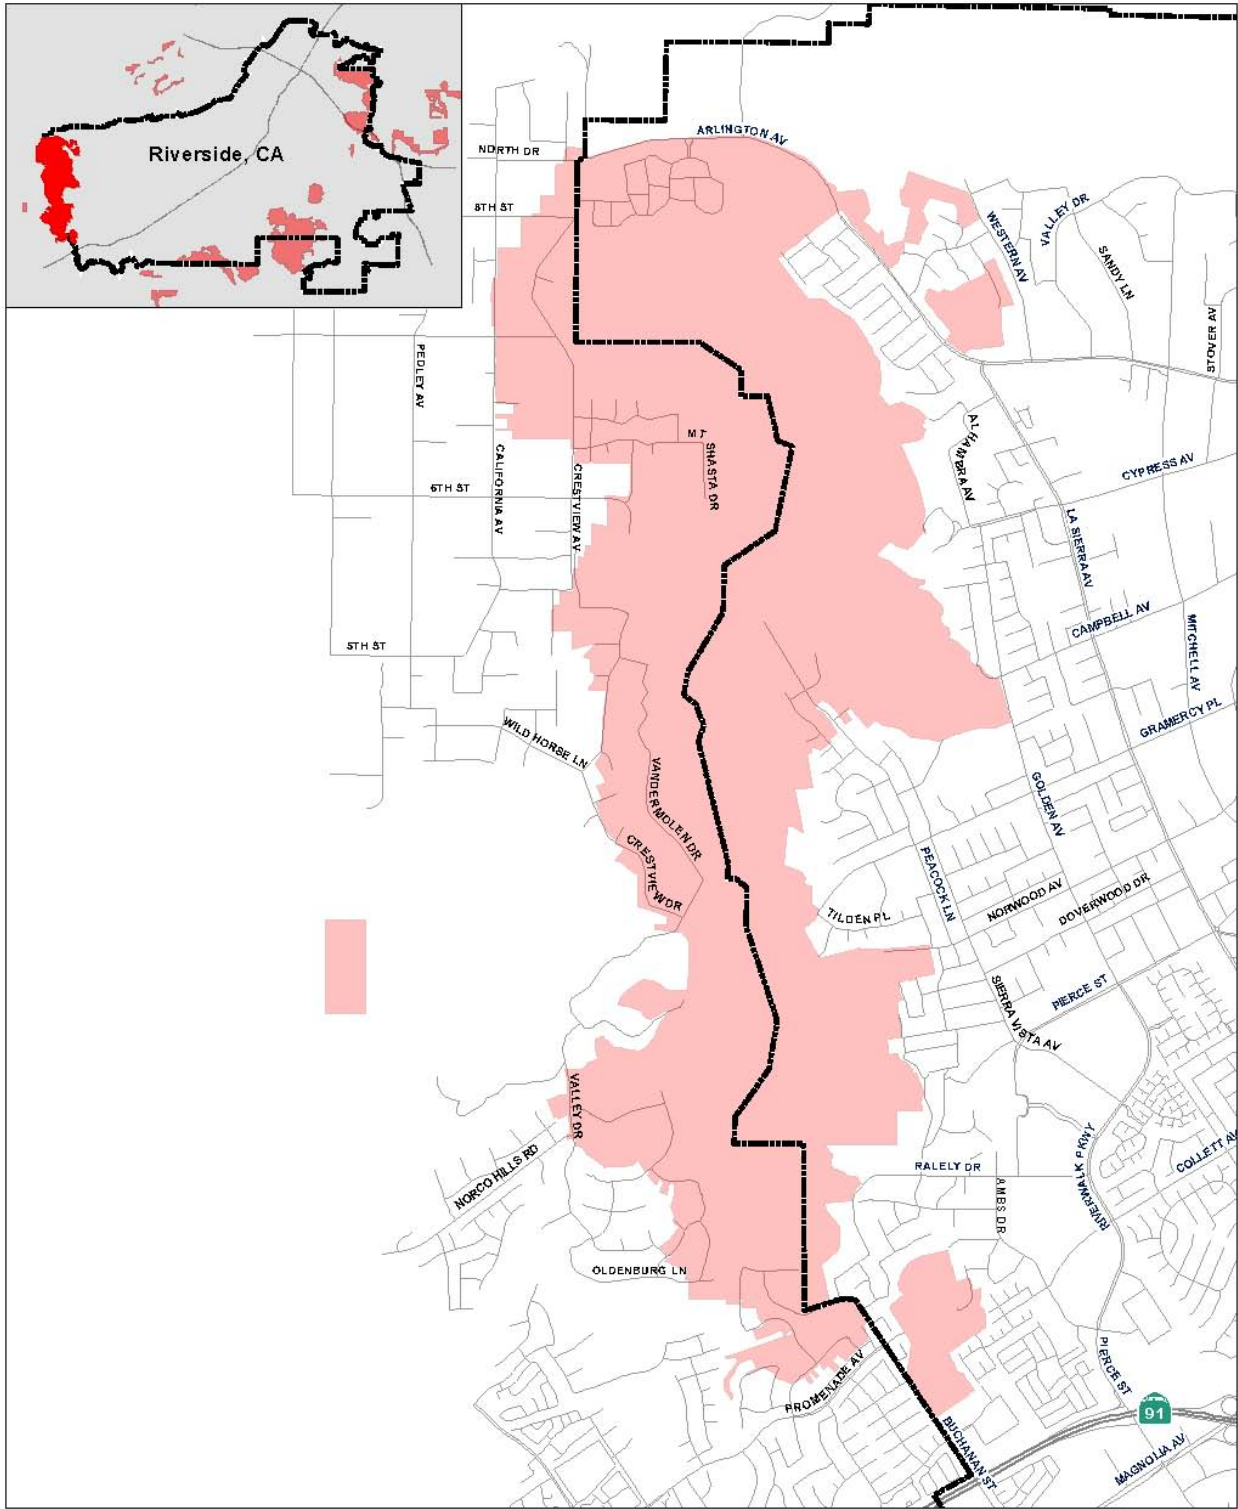 Riverside, CA
ARLINGTON AV
NORTH DR
8TH ST
WESTERN AV
VALLEY DR
SANDY LN
STOVER AV
PEDLEY AV
MT SHASTA DR
ALHAMBRA AV
CYPRESS AV
CALIFORNIA AV
CRESTVIEW AV
6TH ST
LA SIERRA AV
CAMPBELL AV
MITCHELL AV
5TH ST
GRAMERCY PL
WILD HORSE LN
VANDERMOLEN DR
GOLDEN AV
CRESTVIEW DR
PEACOCK LN
NORWOOD AV
DOVERWOOD DR
TILDEN PL
SIERRA VISTA AV
PIERCE ST
VALLEY DR
NORCO HILLS RD
RALELY DR
AMBS DR
RIVERWALK PKWY
COLLETT AV
OLDENBURG LN
PROMENADE AV
PIERCE ST
91
BUCHANAN ST
MAGNOLIA AV